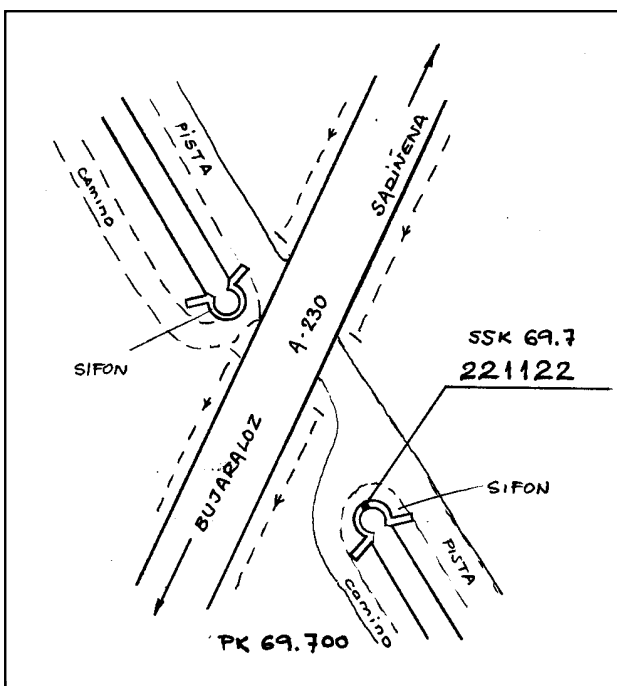 PISTA
CAMINO
SARIÑENA
A-230
SIFON
SSK 69.7
221122
BUJARALOZ
SIFON
PISTA
camino
PK 69.700